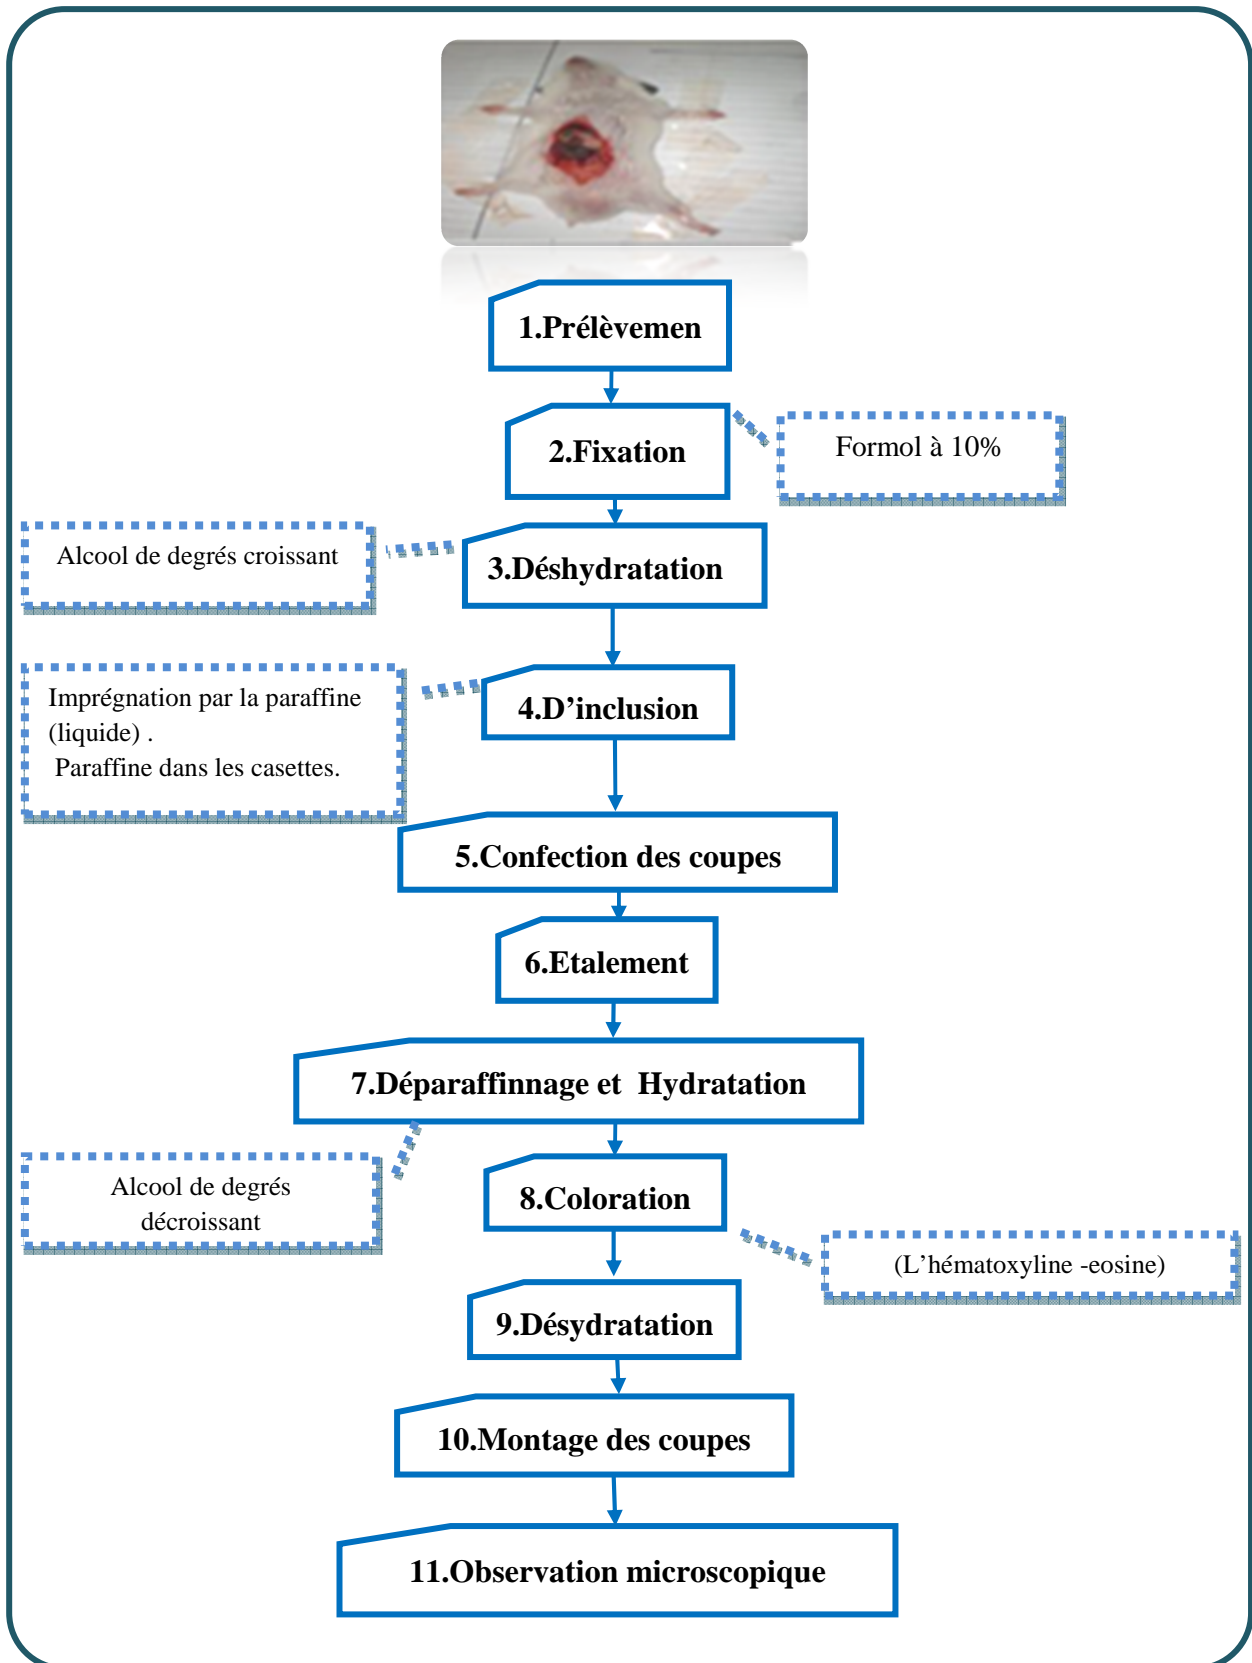 1.Prélèvemen
2.Fixation
Formol à 10%
Alcool de degrés croissant
3.Déshydratation
Imprégnation par la paraffine
(liquide) .
Paraffine dans les casettes.
4.D’inclusion
5.Confection des coupes
6.Etalement
7.Déparaffinnage et Hydratation
Alcool de degrés
décroissant
8.Coloration
(L’hématoxyline -eosine)
9.Désydratation
10.Montage des coupes
11.Observation microscopique